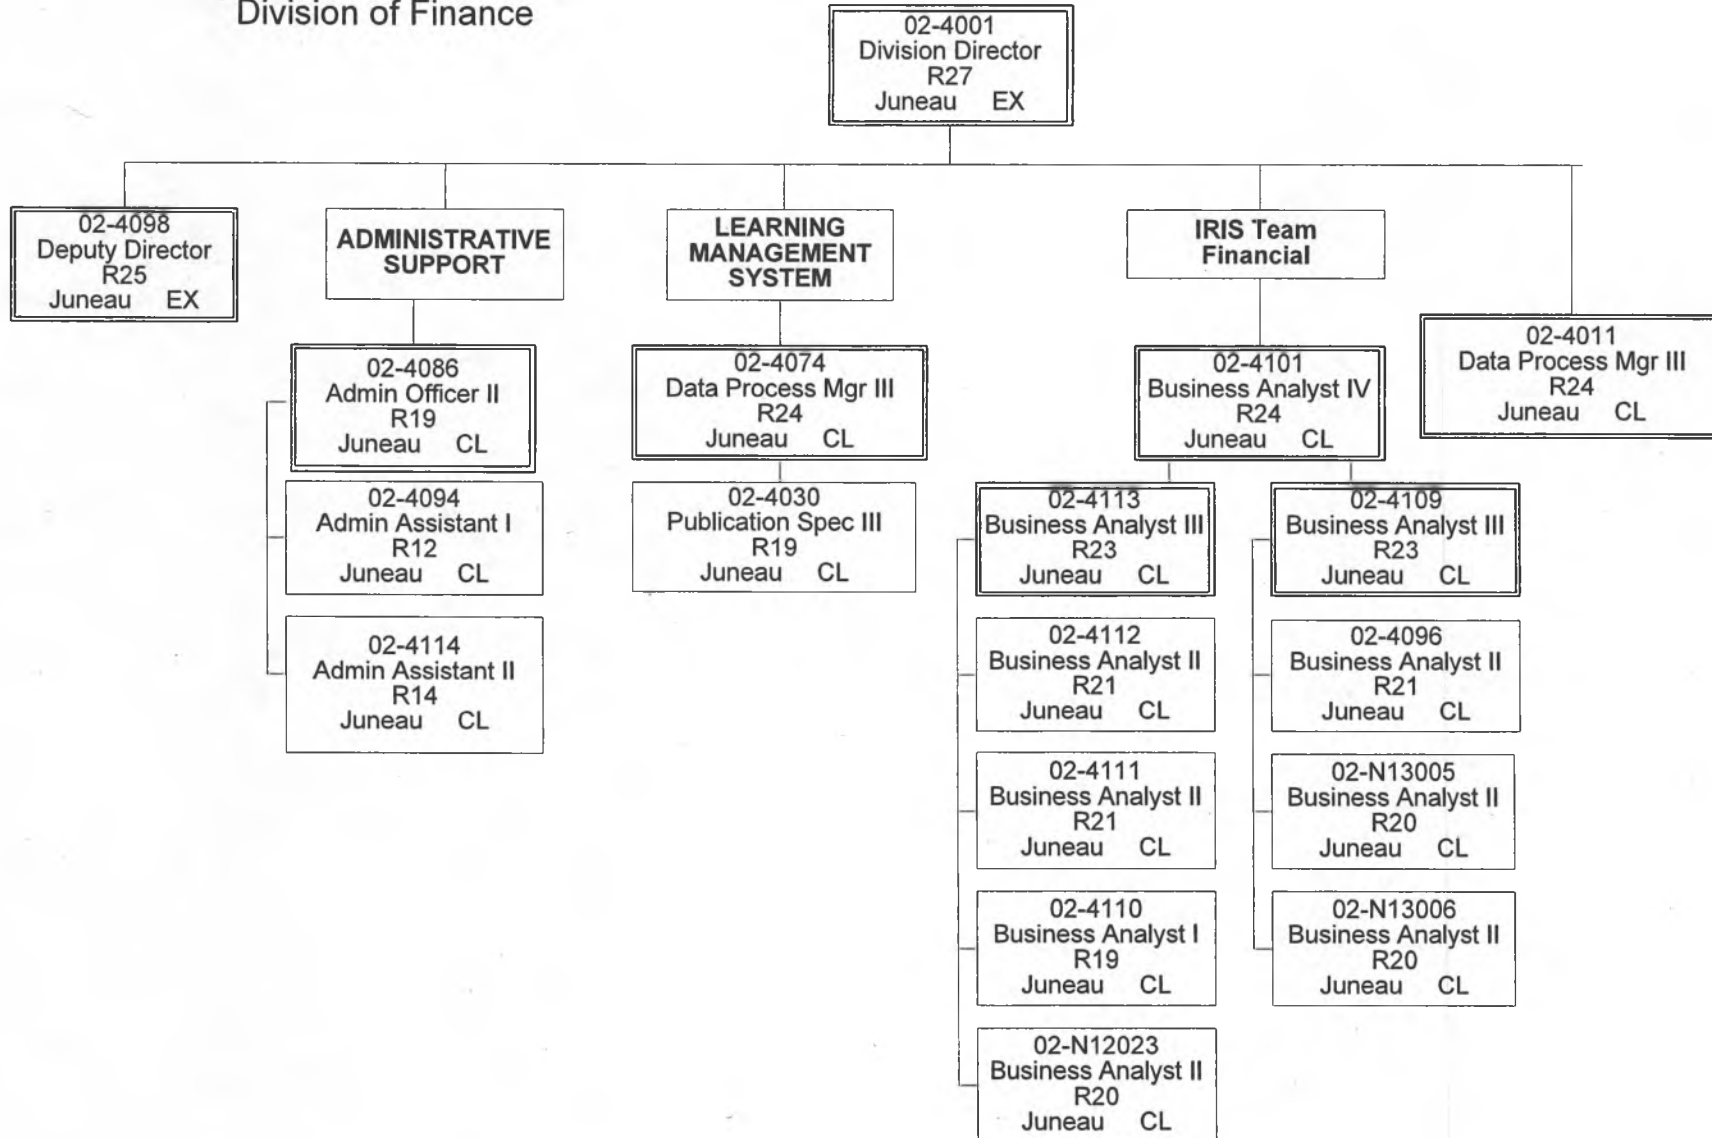 Division of Finance
02-4001
Division Director
R27
Juneau EX
02-4098
Deputy Director
R25
Juneau EX
ADMINISTRATIVE
SUPPORT
02-4086
Admin Officer II
R19
Juneau CL
02-4094
Admin Assistant I
R12
Juneau CL
02-4114
Admin Assistant II
R14
Juneau CL
LEARNING
MANAGEMENT
SYSTEM
02-4074
Data Process Mgr III
R24
Juneau CL
02-4030
Publication Spec III
R19
Juneau CL
IRIS Team
Financial
02-4101
Business Analyst IV
R24
Juneau CL
02-4113
Business Analyst III
R23
Juneau CL
02-4112
Business Analyst II
R21
Juneau CL
02-4111
Business Analyst II
R21
Juneau CL
02-4110
Business Analyst I
R19
Juneau CL
02-N12023
Business Analyst II
R20
Juneau CL
02-4109
Business Analyst III
R23
Juneau CL
02-4096
Business Analyst II
R21
Juneau CL
02-N13005
Business Analyst II
R20
Juneau CL
02-N13006
Business Analyst II
R20
Juneau CL
02-4011
Data Process Mgr III
R24
Juneau CL